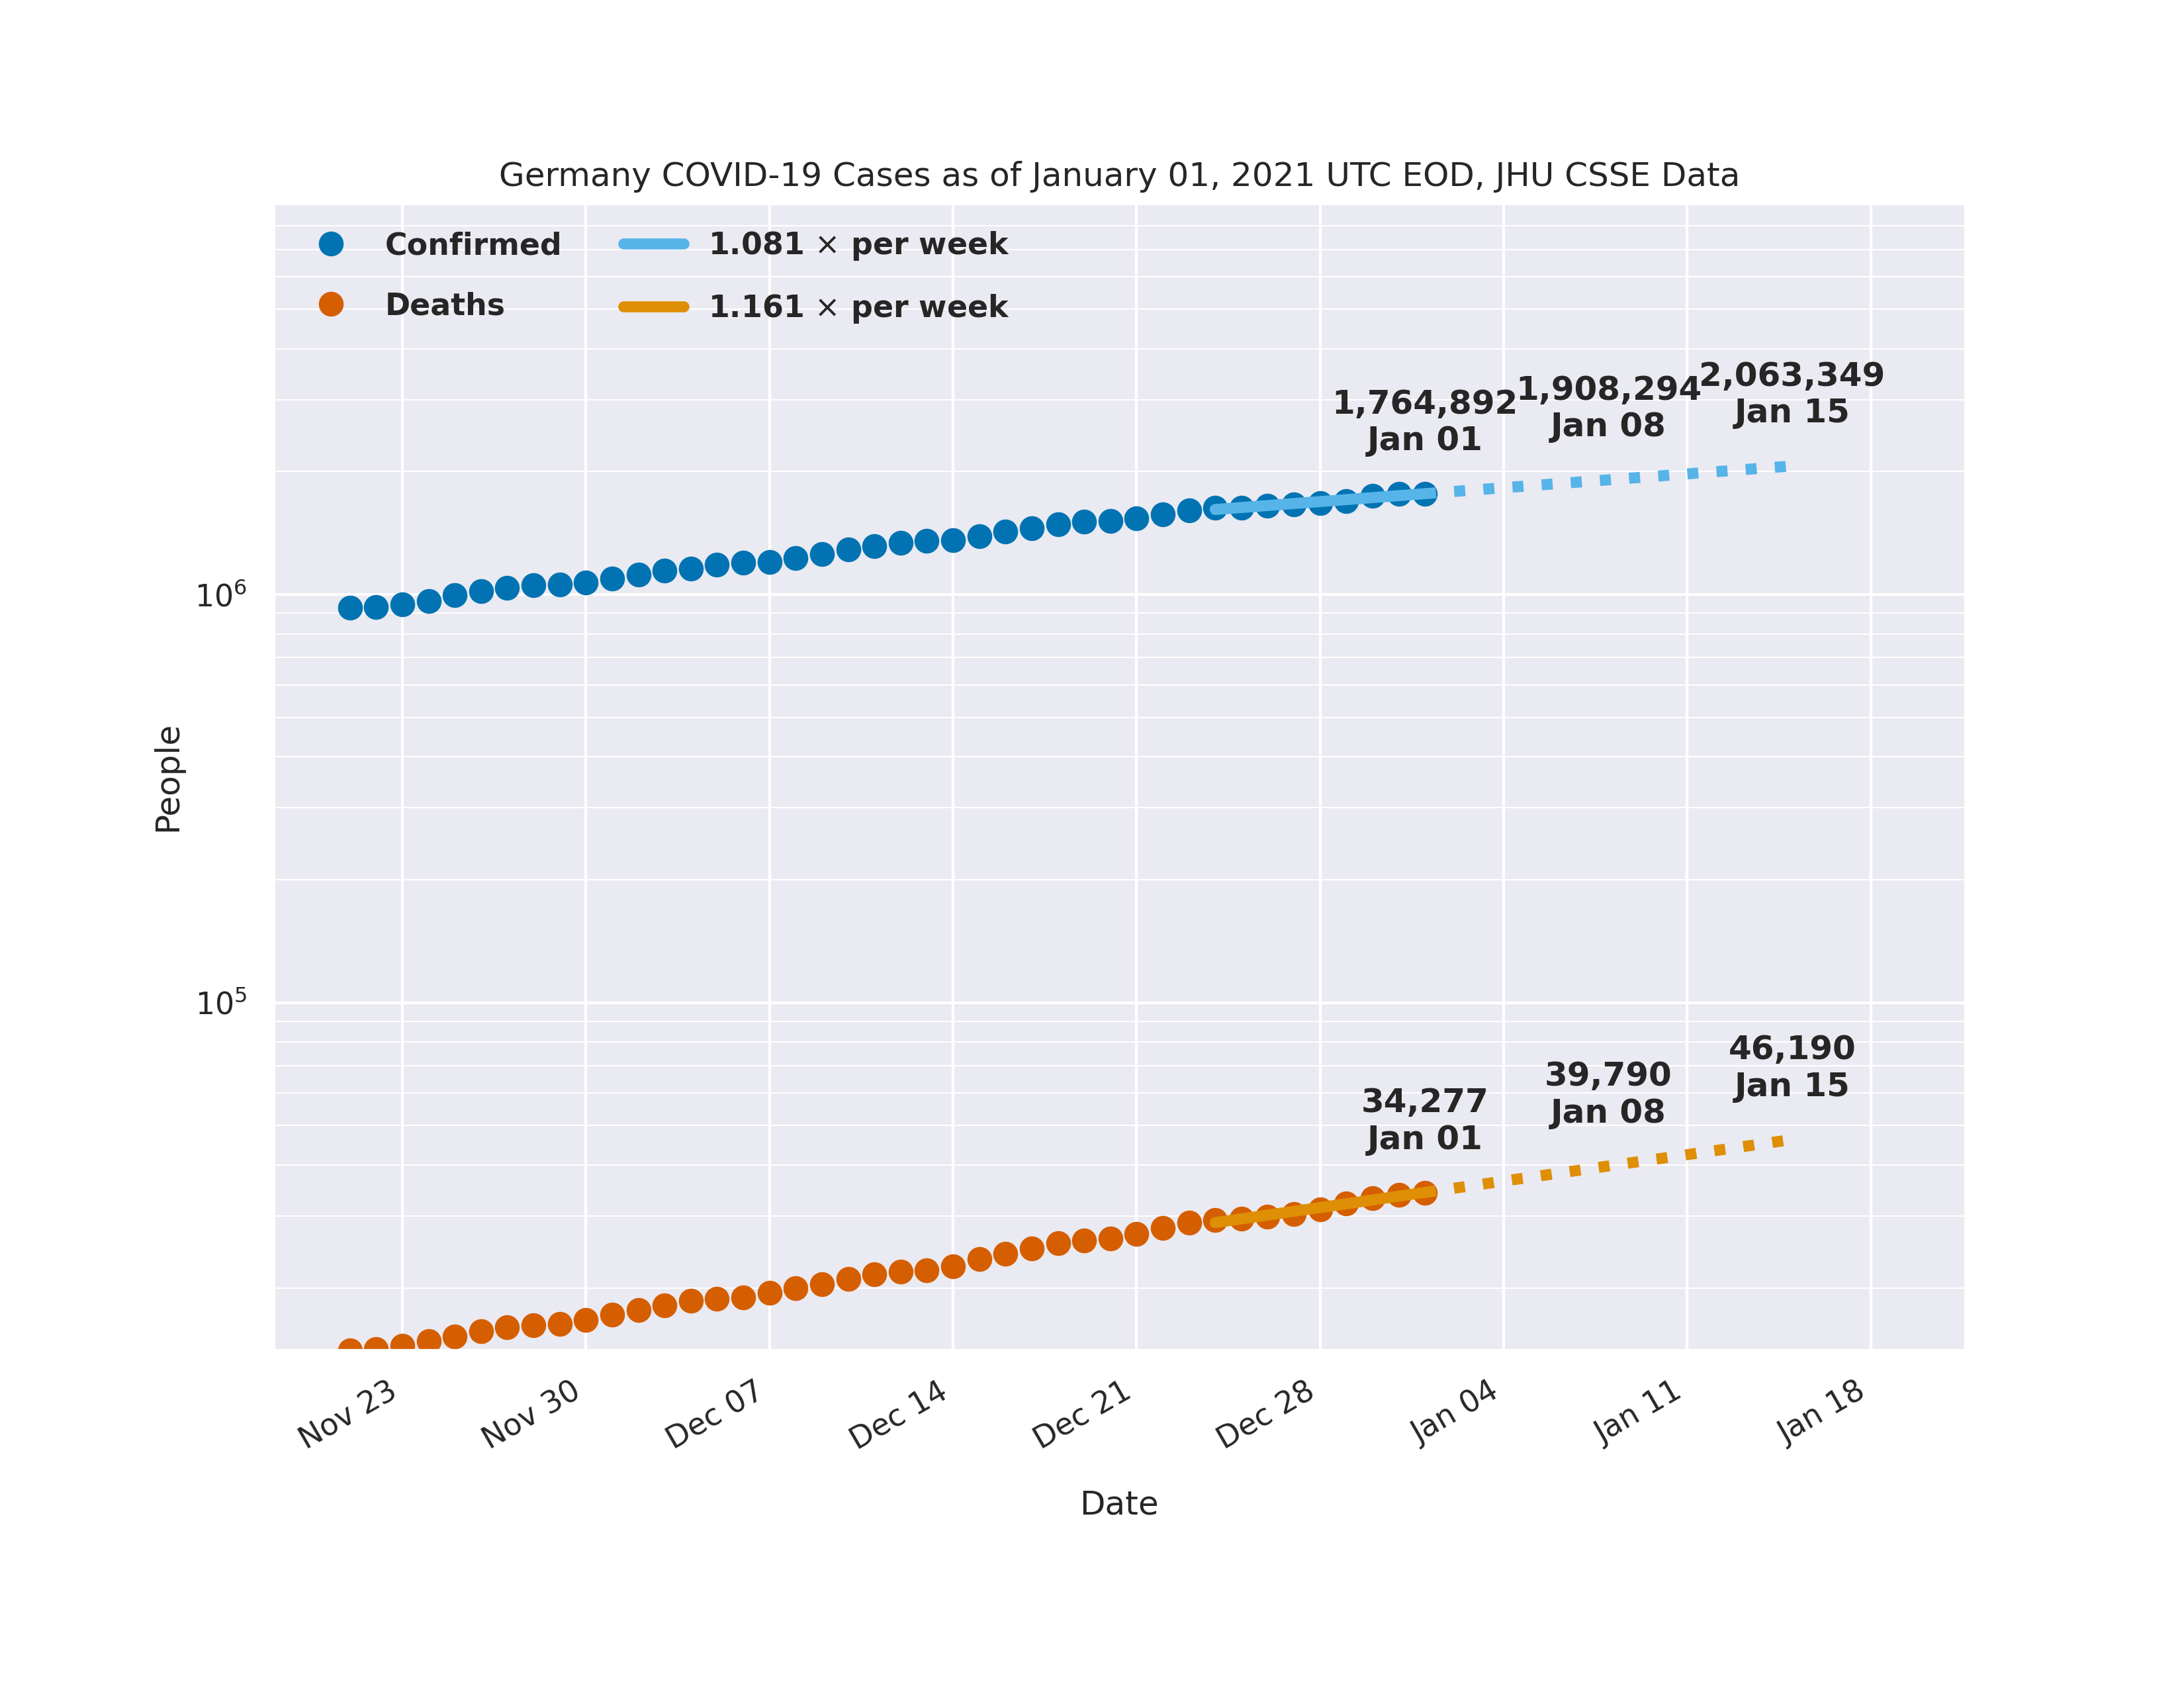 Germany COVID-19 Cases as of January 01, 2021 UTC EOD, JHU CSSE Data
Confirmed
Deaths
1.081 × per week
1.161 × per week
1,764,892
Jan 01
1,908,294
Jan 08
2,063,349
Jan 15
34,277
Jan 01
39,790
Jan 08
46,190
Jan 15
People
10⁶
10⁵
Nov 23
Nov 30
Dec 07
Dec 14
Dec 21
Dec 28
Jan 04
Jan 11
Jan 18
Date